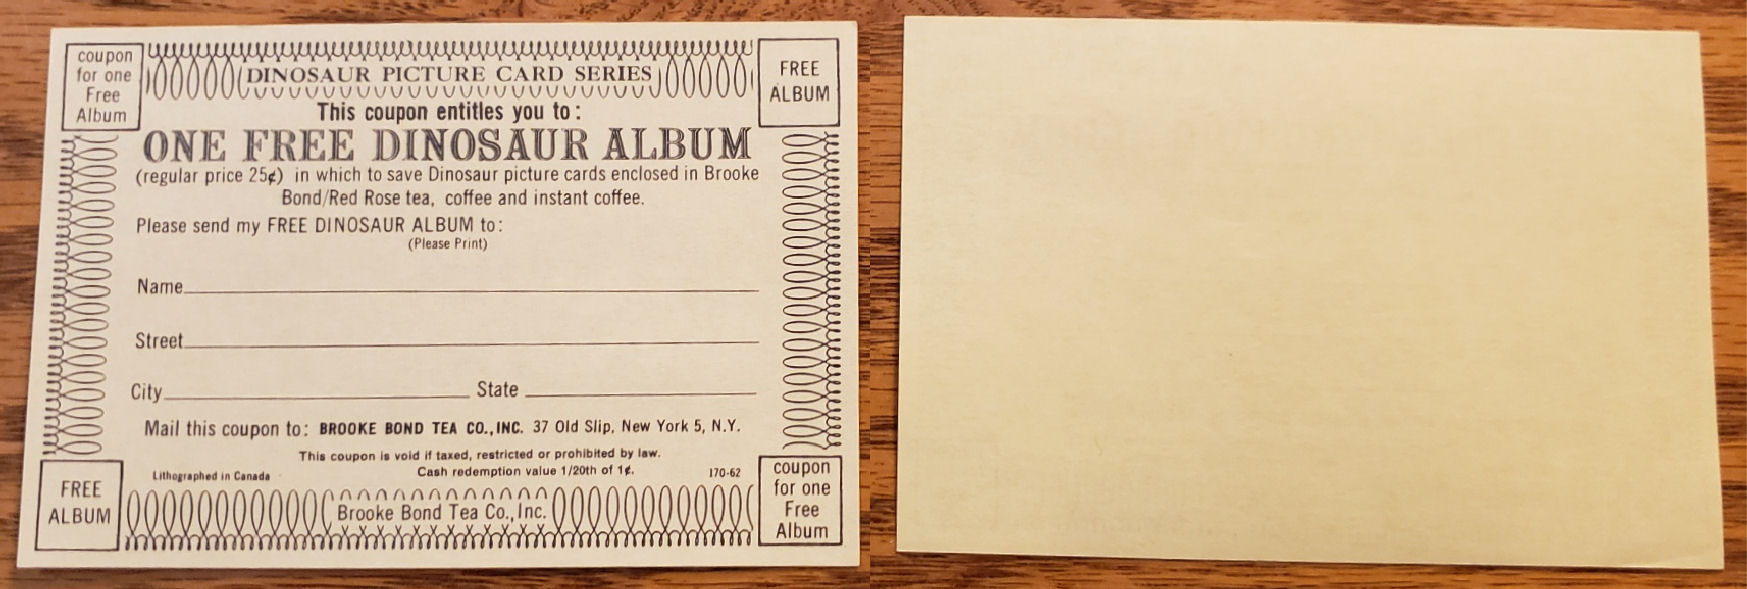 coupon
for one
Free
Album
DINOSAUR PICTURE CARD SERIES
FREE
ALBUM
This coupon entitles you to:
ONE FREE DINOSAUR ALBUM
(regular price 25¢) in which to save Dinosaur picture cards enclosed in Brooke
Bond/Red Rose tea, coffee and instant coffee.
Please send my FREE DINOSAUR ALBUM to:
(Please Print)
Name
Street
City State
Mail this coupon to: BROOKE BOND TEA CO., INC. 37 Old Slip, New York 5, N.Y.
This coupon is void if taxed, restricted or prohibited by law.
Lithographed in Canada Cash redemption value 1/20th of 1¢. 170-62
FREE
ALBUM
Brooke Bond Tea Co., Inc.
coupon
for one
Free
Album